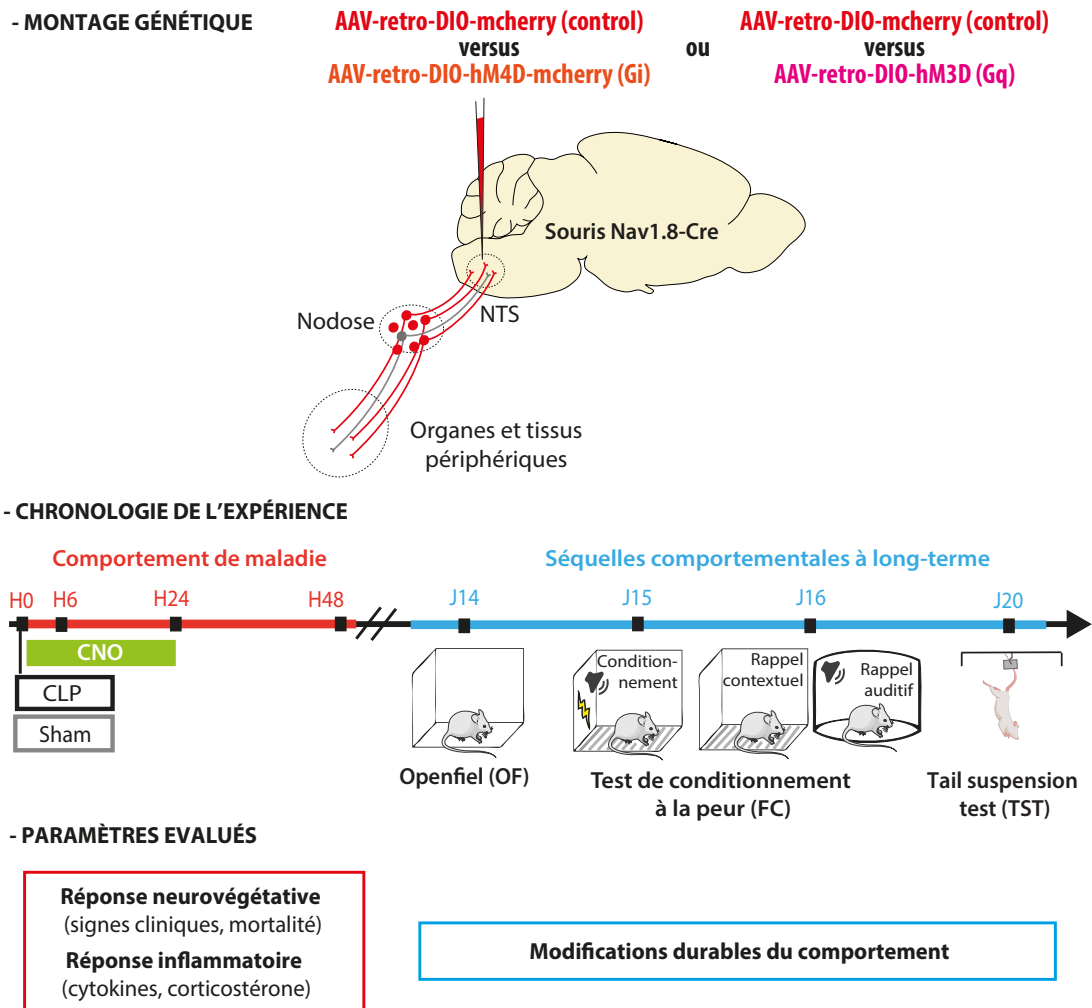 - MONTAGE GÉNÉTIQUE
AAV-retro-DIO-mcherry (control)
versus
AAV-retro-DIO-hM4D-mcherry (Gi)
ou
AAV-retro-DIO-mcherry (control)
versus
AAV-retro-DIO-hM3D (Gq)
Souris Nav1.8-Cre
Nodose
NTS
Organes et tissus
périphériques
- CHRONOLOGIE DE L'EXPÉRIENCE
Comportement de maladie
Séquelles comportementales à long-terme
H0 H6 H24 H48 J14 J15 J16 J20
CNO
CLP
Sham
Condition-
nement
Rappel
contextuel
Rappel
auditif
Openfiel (OF)
Test de conditionnement
à la peur (FC)
Tail suspension
test (TST)
- PARAMÈTRES EVALUÉS
Réponse neurovégétative
(signes cliniques, mortalité)
Réponse inflammatoire
(cytokines, corticostérone)
Modifications durables du comportement